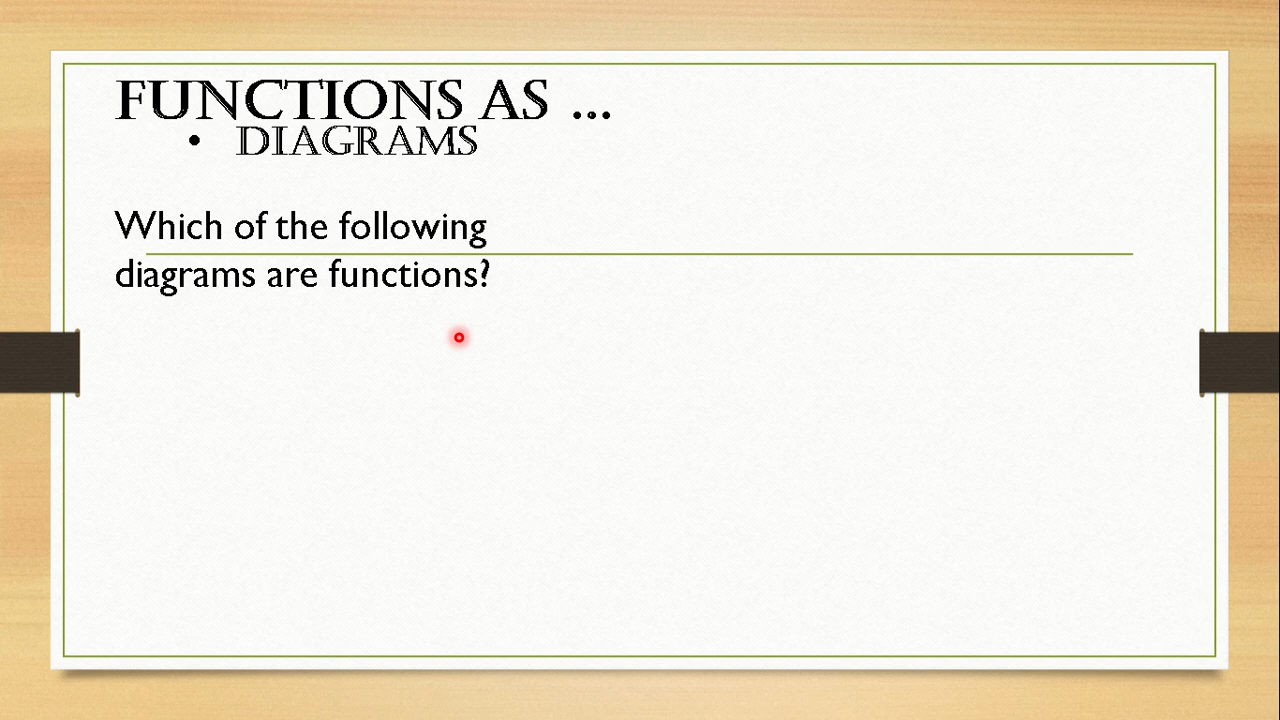 FUNCTIONS AS ...
• DIAGRAMS
Which of the following
diagrams are functions?